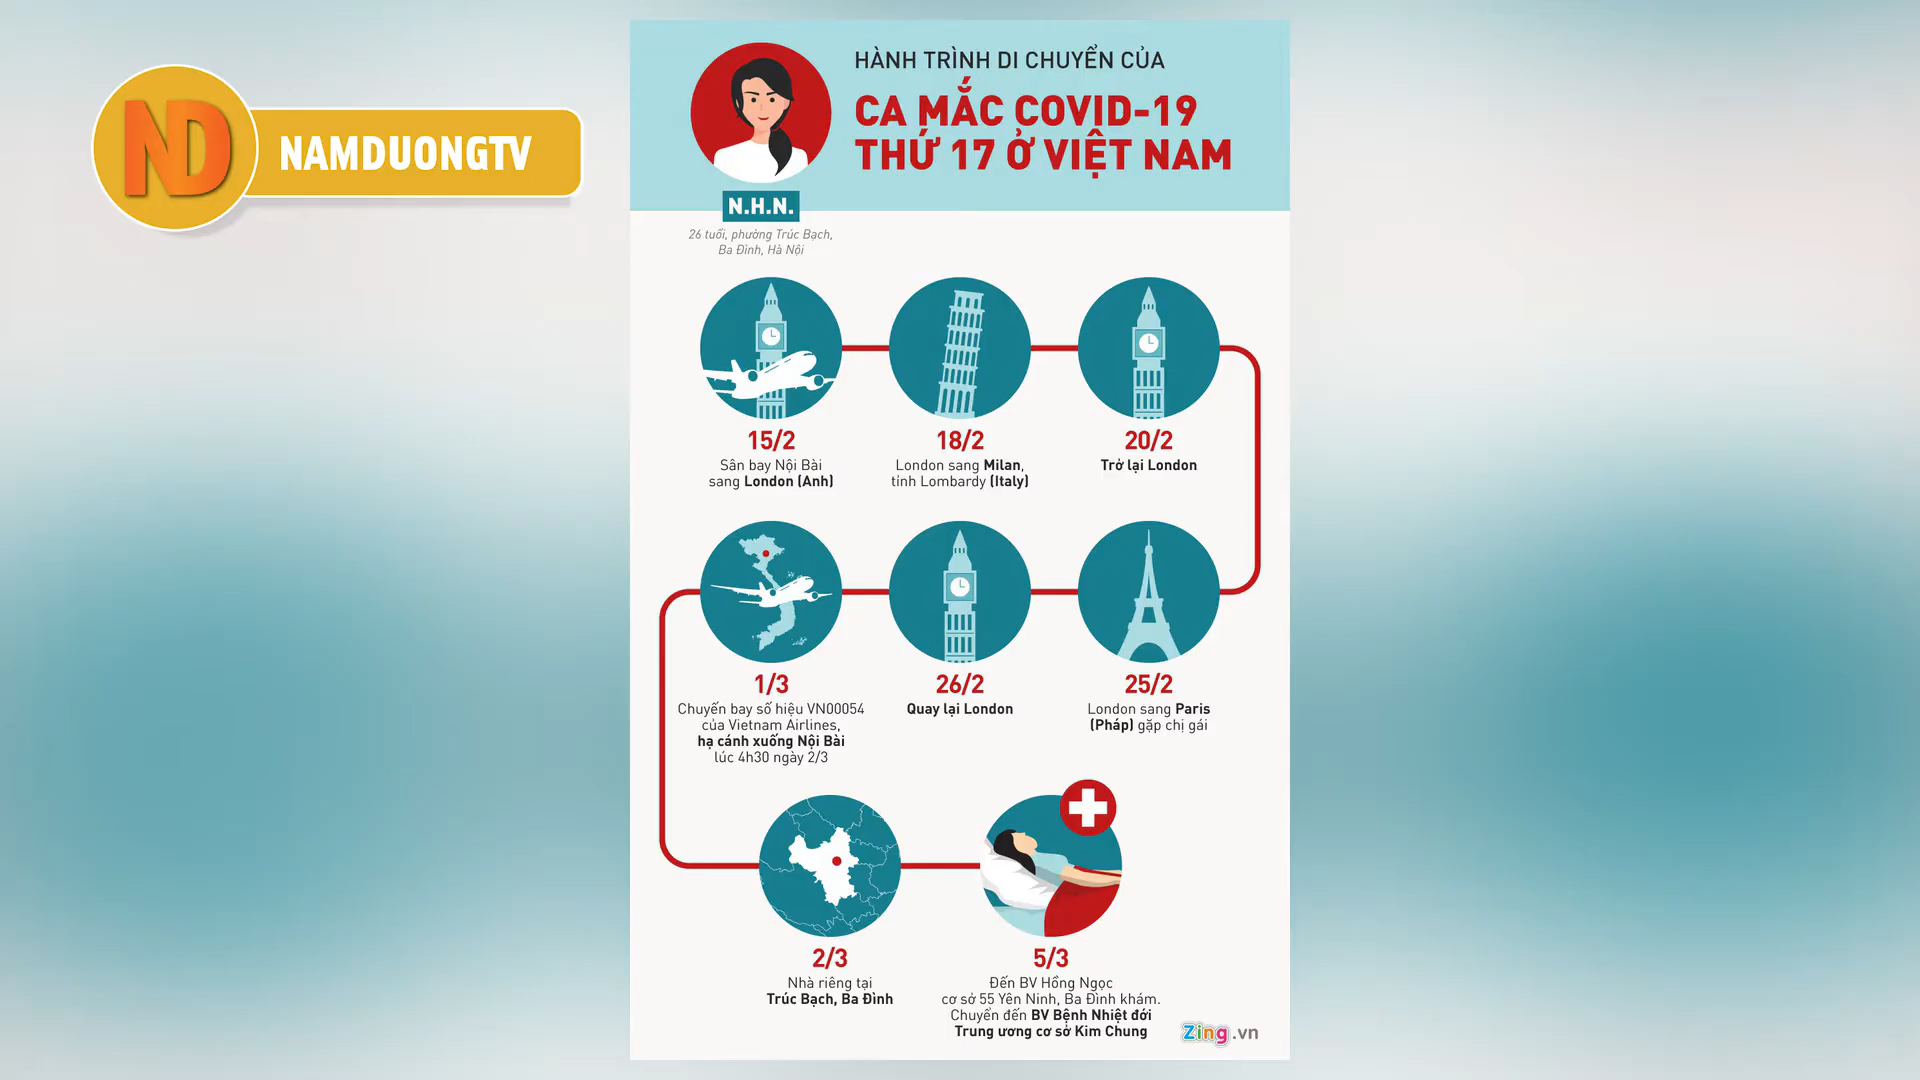 ND
NAMDUONGTV
HÀNH TRÌNH DI CHUYỂN CỦA
CA MẮC COVID-19
THỨ 17 Ở VIỆT NAM
N.H.N.
26 tuổi, phường Trúc Bạch,
Ba Đình, Hà Nội
15/2
Sân bay Nội Bài
sang London (Anh)
18/2
London sang Milan,
tỉnh Lombardy (Italy)
20/2
Trở lại London
1/3
Chuyến bay số hiệu VN00054
của Vietnam Airlines,
hạ cánh xuống Nội Bài
lúc 4h30 ngày 2/3
26/2
Quay lại London
25/2
London sang Paris
(Pháp) gặp chị gái
2/3
Nhà riêng tại
Trúc Bạch, Ba Đình
5/3
Đến BV Hồng Ngọc
cơ sở 55 Yên Ninh, Ba Đình khám.
Chuyển đến BV Bệnh Nhiệt đới
Trung ương cơ sở Kim Chung
Zing.vn